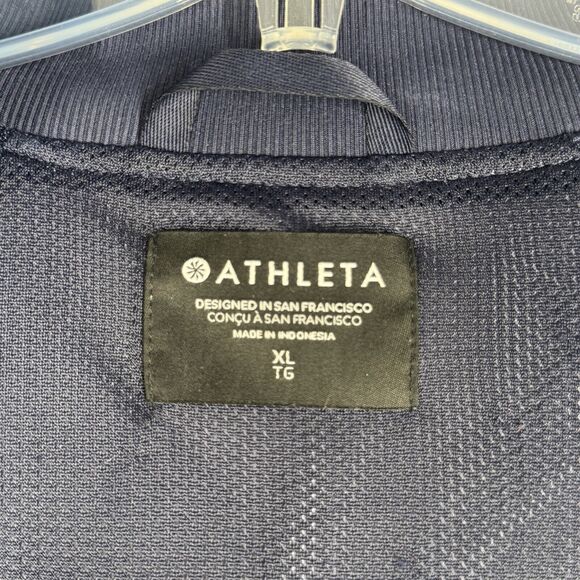 ATHLETA
DESIGNED IN SAN FRANCISCO
CONÇU À SAN FRANCISCO
MADE IN INDONESIA
XL
TG